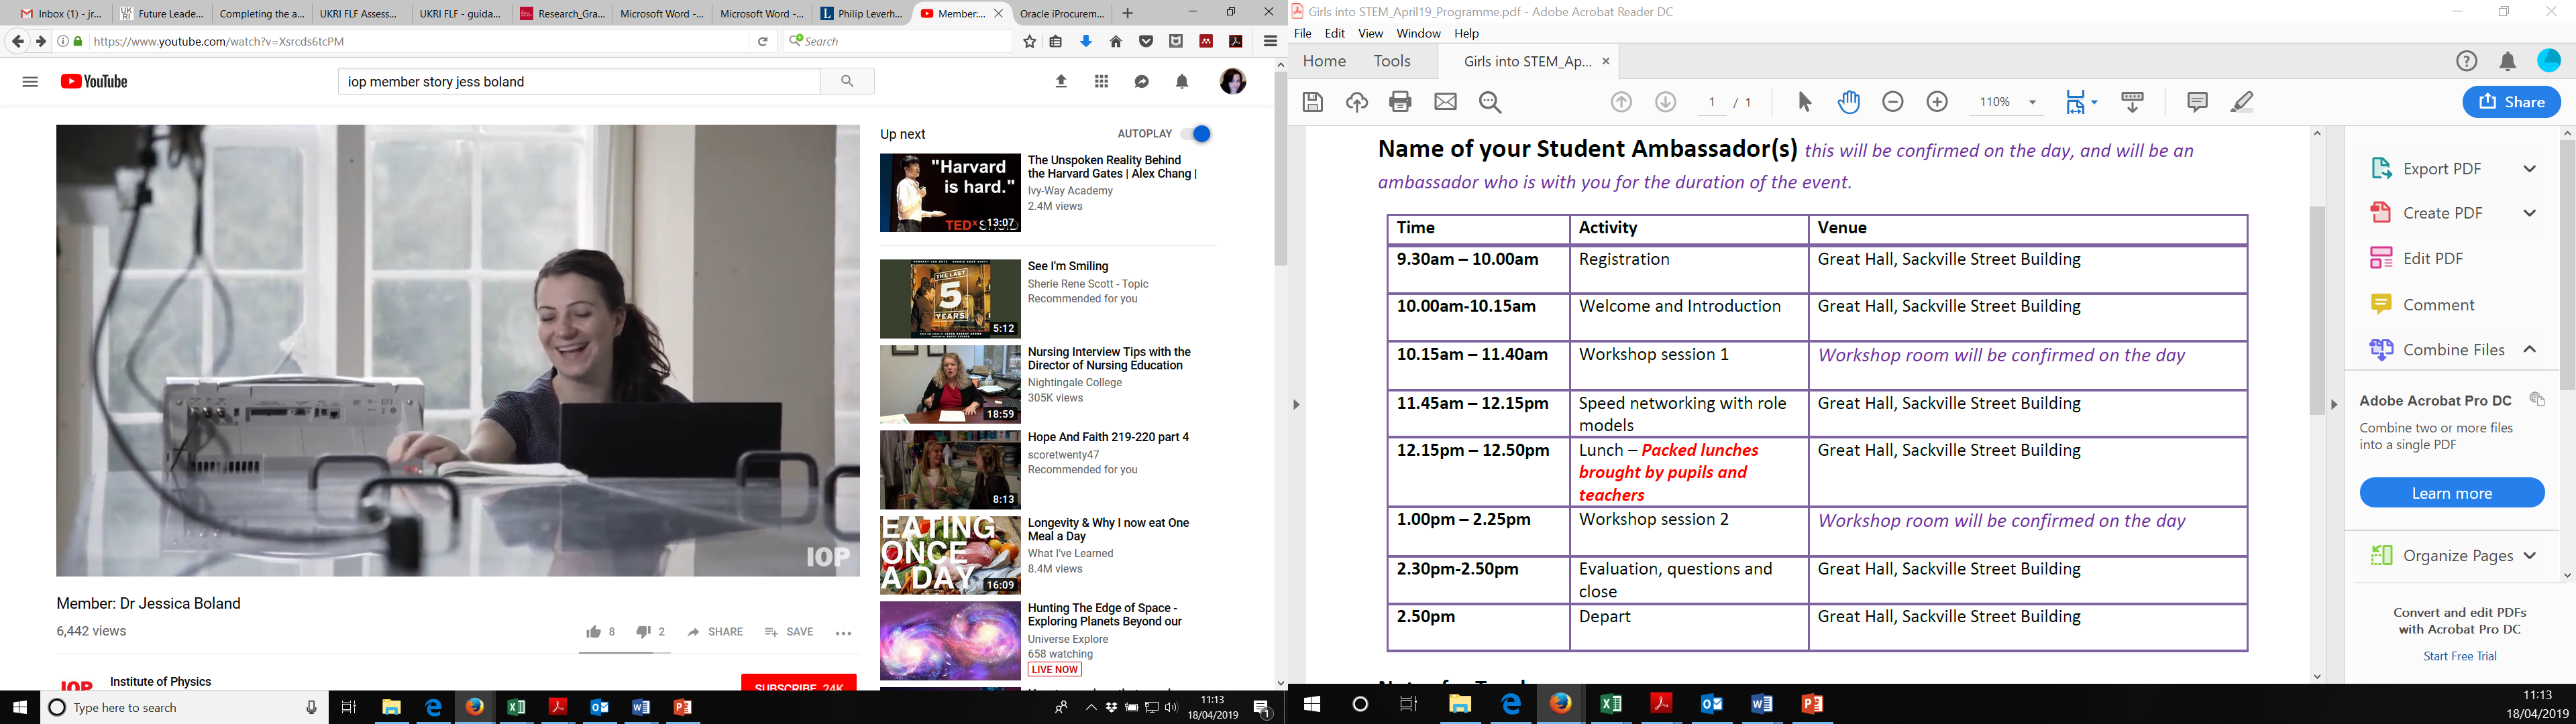 Inbox (1) - jr...
Future Leade...
Completing the a...
UKRI FLF Assess...
UKRI FLF - guida...
Research_Gra...
Microsoft Word -...
Microsoft Word -...
Philip Leverh...
Member:...
Oracle iProcurem...
https://www.youtube.com/watch?v=Xsrcds6tcPM
Search
YouTube
iop member story jess boland
IOP
Member: Dr Jessica Boland
6,442 views
8
2
SHARE
SAVE
IOP
Institute of Physics
SUBSCRIBE 24K
Up next
AUTOPLAY
"Harvard
is hard."
13:07
The Unspoken Reality Behind
the Harvard Gates | Alex Chang |
Ivy-Way Academy
2.4M views
THE LAST
5
YEARS
5:12
See I'm Smiling
Sherie Rene Scott - Topic
Recommended for you
18:59
Nursing Interview Tips with the
Director of Nursing Education
Nightingale College
305K views
8:13
Hope And Faith 219-220 part 4
scoretwenty47
Recommended for you
EATING
ONCE
A DAY
16:09
Longevity & Why I now eat One
Meal a Day
What I've Learned
8.4M views
Hunting The Edge of Space -
Exploring Planets Beyond our
Universe Explore
658 watching
LIVE NOW
Type here to search
11:13
18/04/2019
1
Girls into STEM_April19_Programme.pdf - Adobe Acrobat Reader DC
File Edit View Window Help
Home Tools Girls into STEM_Ap...
1 / 1
110%
Share
Name of your Student Ambassador(s) this will be confirmed on the day, and will be an
ambassador who is with you for the duration of the event.
Time Activity Venue
9.30am – 10.00am Registration Great Hall, Sackville Street Building
10.00am-10.15am Welcome and Introduction Great Hall, Sackville Street Building
10.15am – 11.40am Workshop session 1 Workshop room will be confirmed on the day
11.45am – 12.15pm Speed networking with role Great Hall, Sackville Street Building
models
12.15pm – 12.50pm Lunch – Packed lunches Great Hall, Sackville Street Building
brought by pupils and
teachers
1.00pm – 2.25pm Workshop session 2 Workshop room will be confirmed on the day
2.30pm-2.50pm Evaluation, questions and Great Hall, Sackville Street Building
close
2.50pm Depart Great Hall, Sackville Street Building
Export PDF
Create PDF
Edit PDF
Comment
Combine Files
Adobe Acrobat Pro DC
Combine two or more files
into a single PDF
Learn more
Organize Pages
Convert and edit PDFs
with Acrobat Pro DC
Start Free Trial
11:13
18/04/2019